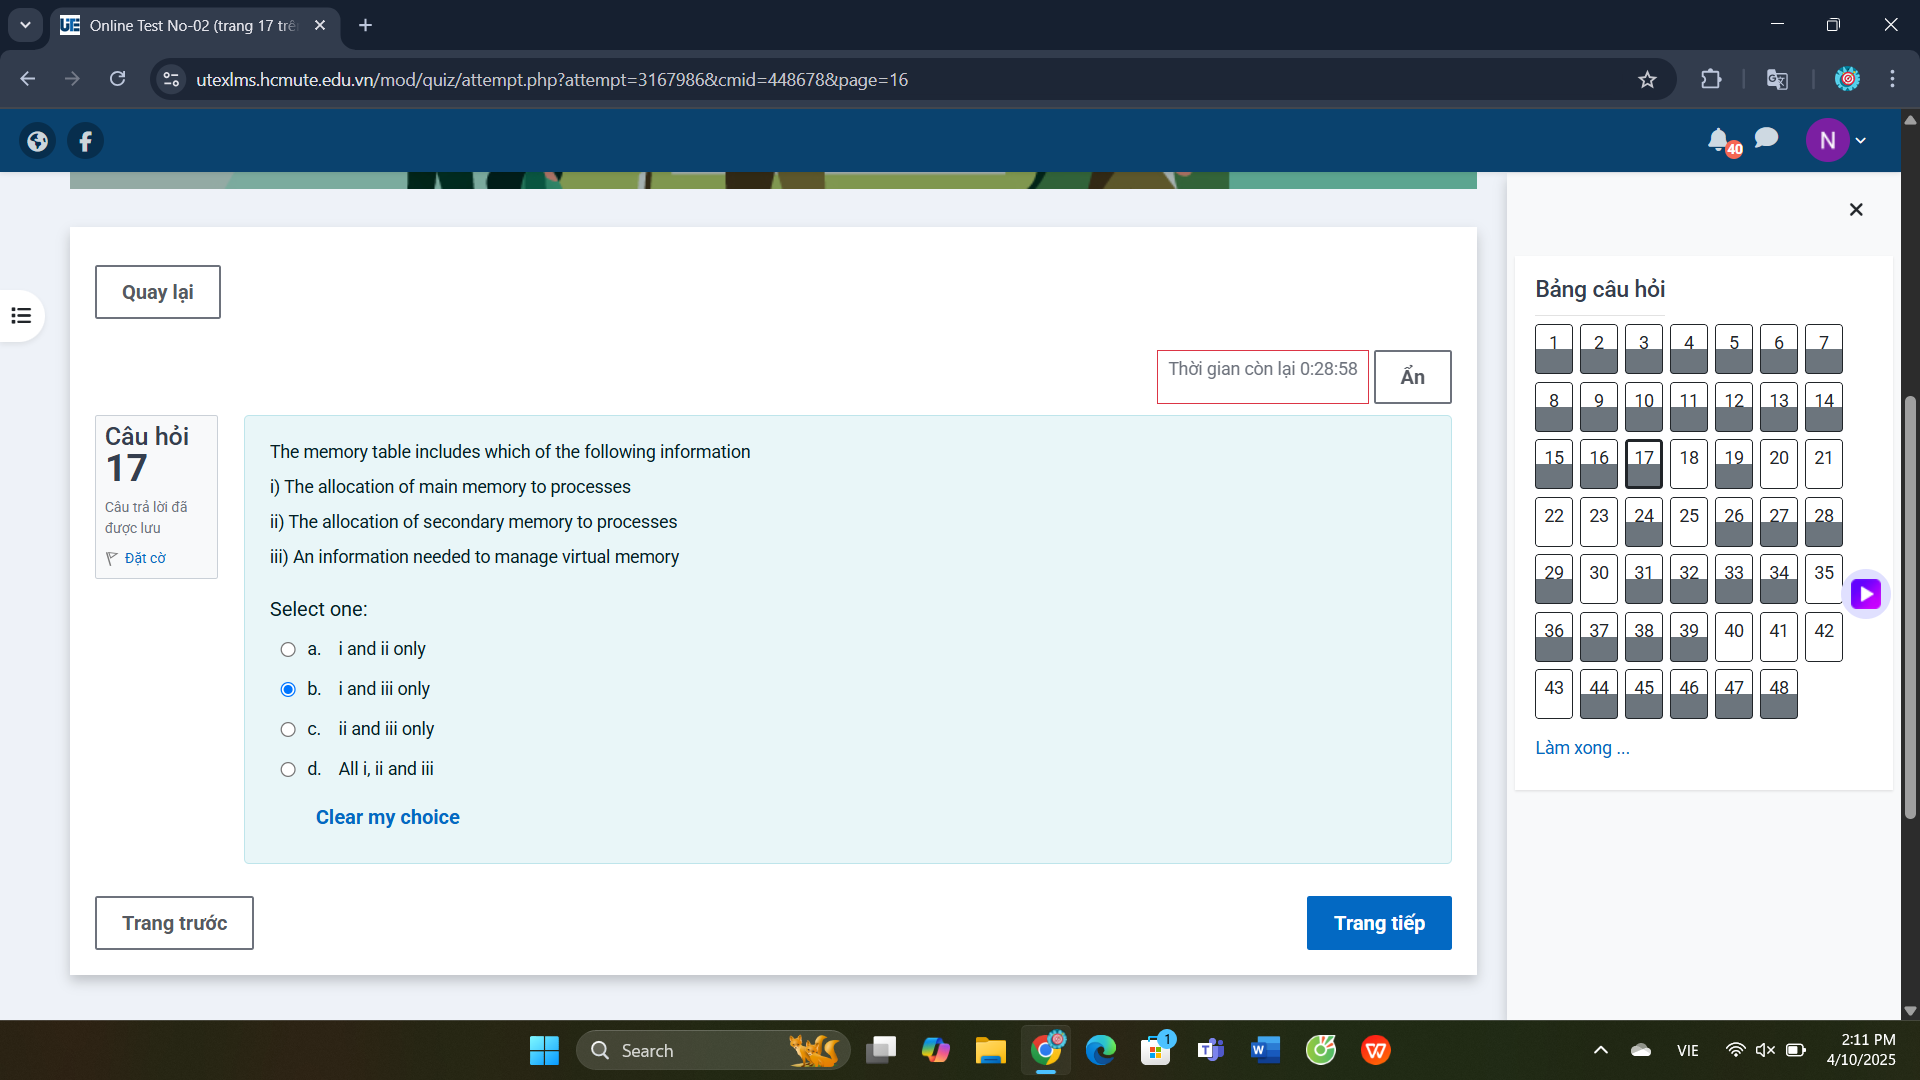 Online Test No-02 (trang 17 trê
utexlms.hcmute.edu.vn/mod/quiz/attempt.php?attempt=3167986&cmid=448678&page=16
40
N
Quay lại
Thời gian còn lại 0:28:58
Ẩn
Câu hỏi
17
Câu trả lời đã
được lưu
Đặt cờ
The memory table includes which of the following information
i) The allocation of main memory to processes
ii) The allocation of secondary memory to processes
iii) An information needed to manage virtual memory
Select one:
a. i and ii only
b. i and iii only
c. ii and iii only
d. All i, ii and iii
Clear my choice
Trang trước
Trang tiếp
Bảng câu hỏi
1 2 3 4 5 6 7
8 9 10 11 12 13 14
15 16 17 18 19 20 21
22 23 24 25 26 27 28
29 30 31 32 33 34 35
36 37 38 39 40 41 42
43 44 45 46 47 48
Làm xong ...
Search
1
VIE
2:11 PM
4/10/2025